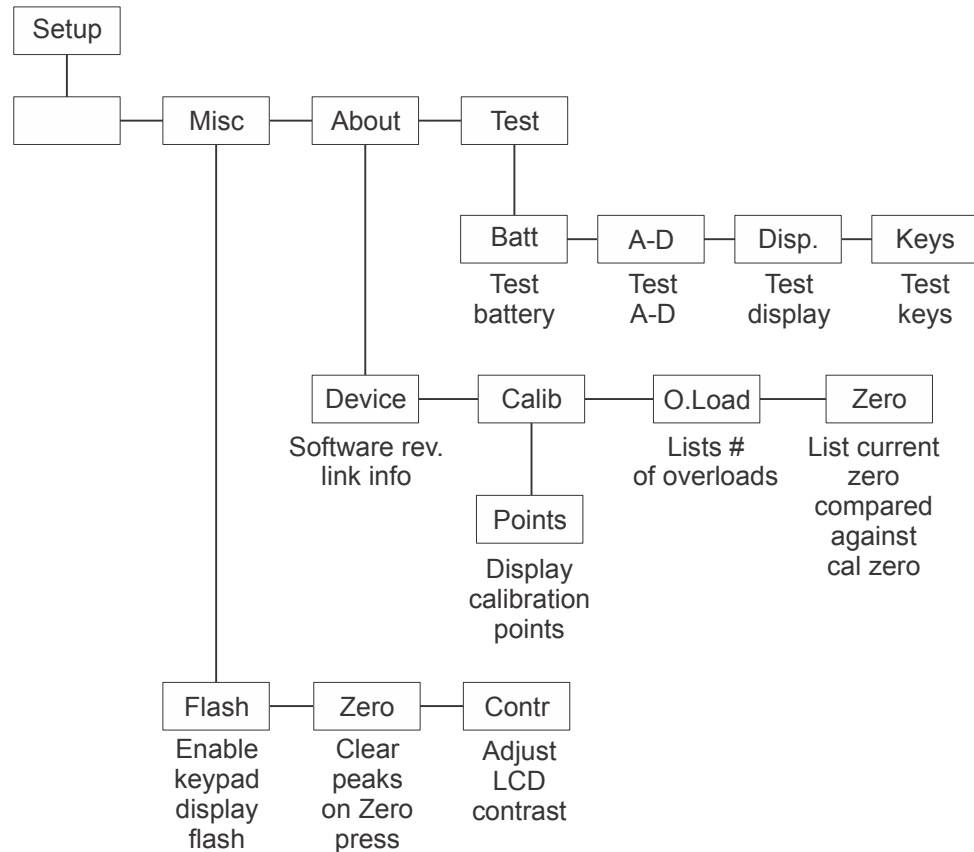 Setup
Misc
About
Test
Batt
A-D
Disp.
Keys
Test
battery
Test
A-D
Test
display
Test
keys
Device
Calib
O.Load
Zero
Software rev.
link info
Lists #
of overloads
List current
zero
compared
against
cal zero
Points
Display
calibration
points
Flash
Zero
Contr
Enable
keypad
display
flash
Clear
peaks
on Zero
press
Adjust
LCD
contrast